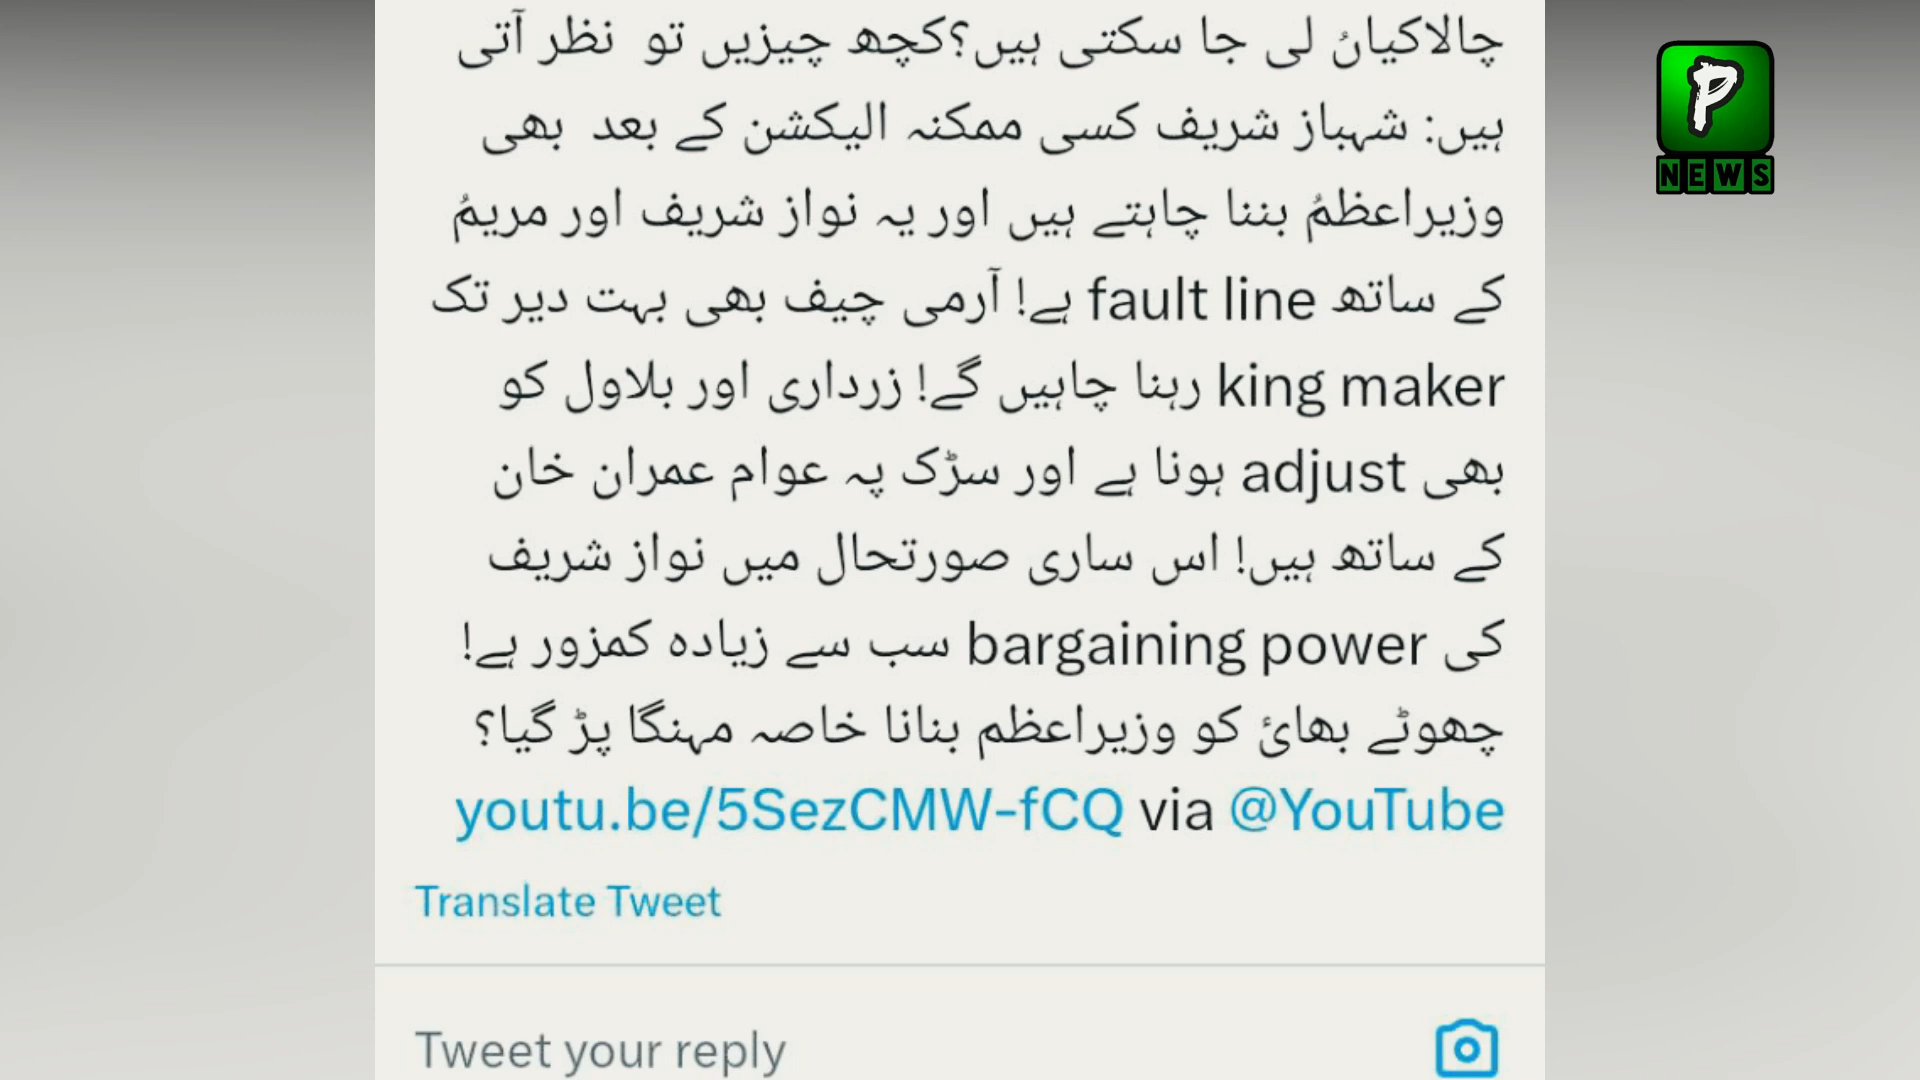 چالاکیاںُ لی جا سکتی ہیں؟کچھ چیزیں تو نظر آتی
ہیں: شہباز شریف کسی ممکنہ الیکشن کے بعد بھی
وزیراعظمُ بننا چاہتے ہیں اور یہ نواز شریف اور مریمُ
کے ساتھ fault line ہے! آرمی چیف بھی بہت دیر تک
king maker رہنا چاہیں گے! زرداری اور بلاول کو
بھی adjust ہونا ہے اور سڑک پہ عوام عمران خان
کے ساتھ ہیں! اس ساری صورتحال میں نواز شریف
کی bargaining power سب سے زیادہ کمزور ہے!
چھوٹے بھائ کو وزیراعظم بنانا خاصہ مہنگا پڑ گیا؟
youtu.be/5SezCMW-fCQ via @YouTube
Translate Tweet
Tweet your reply
P
NEWS